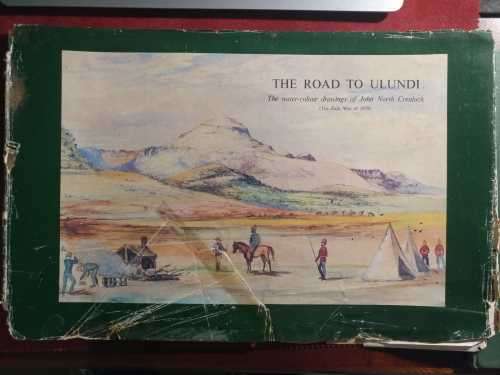 THE ROAD TO ULUNDI
The water-colour drawings of John North Crealock
(The Zulu War of 1879)